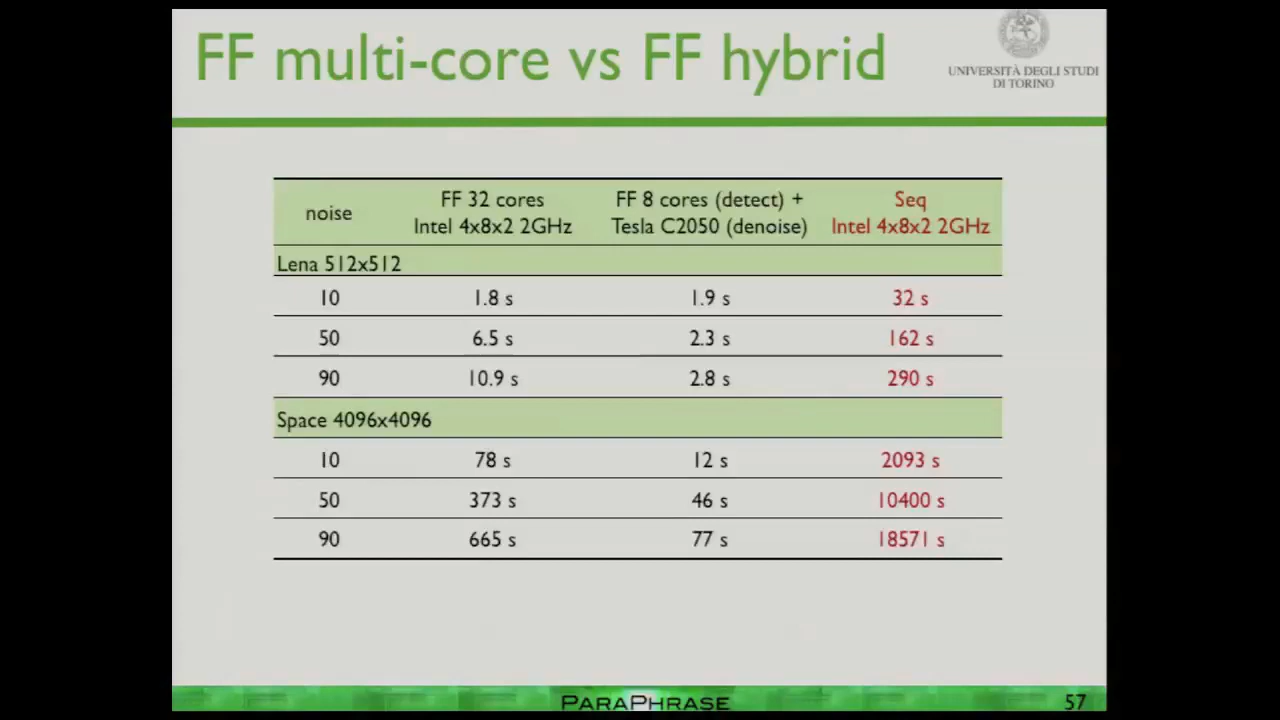 FF multi-core vs FF hybrid
UNIVERSITÀ DEGLI STUDI
DI TORINO
noise
FF 32 cores
Intel 4x8x2 2GHz
FF 8 cores (detect) +
Tesla C2050 (denoise)
Seq
Intel 4x8x2 2GHz
Lena 512x512
10 1.8 s 1.9 s 32 s
50 6.5 s 2.3 s 162 s
90 10.9 s 2.8 s 290 s
Space 4096x4096
10 78 s 12 s 2093 s
50 373 s 46 s 10400 s
90 665 s 77 s 18571 s
PARAPHRASE
57